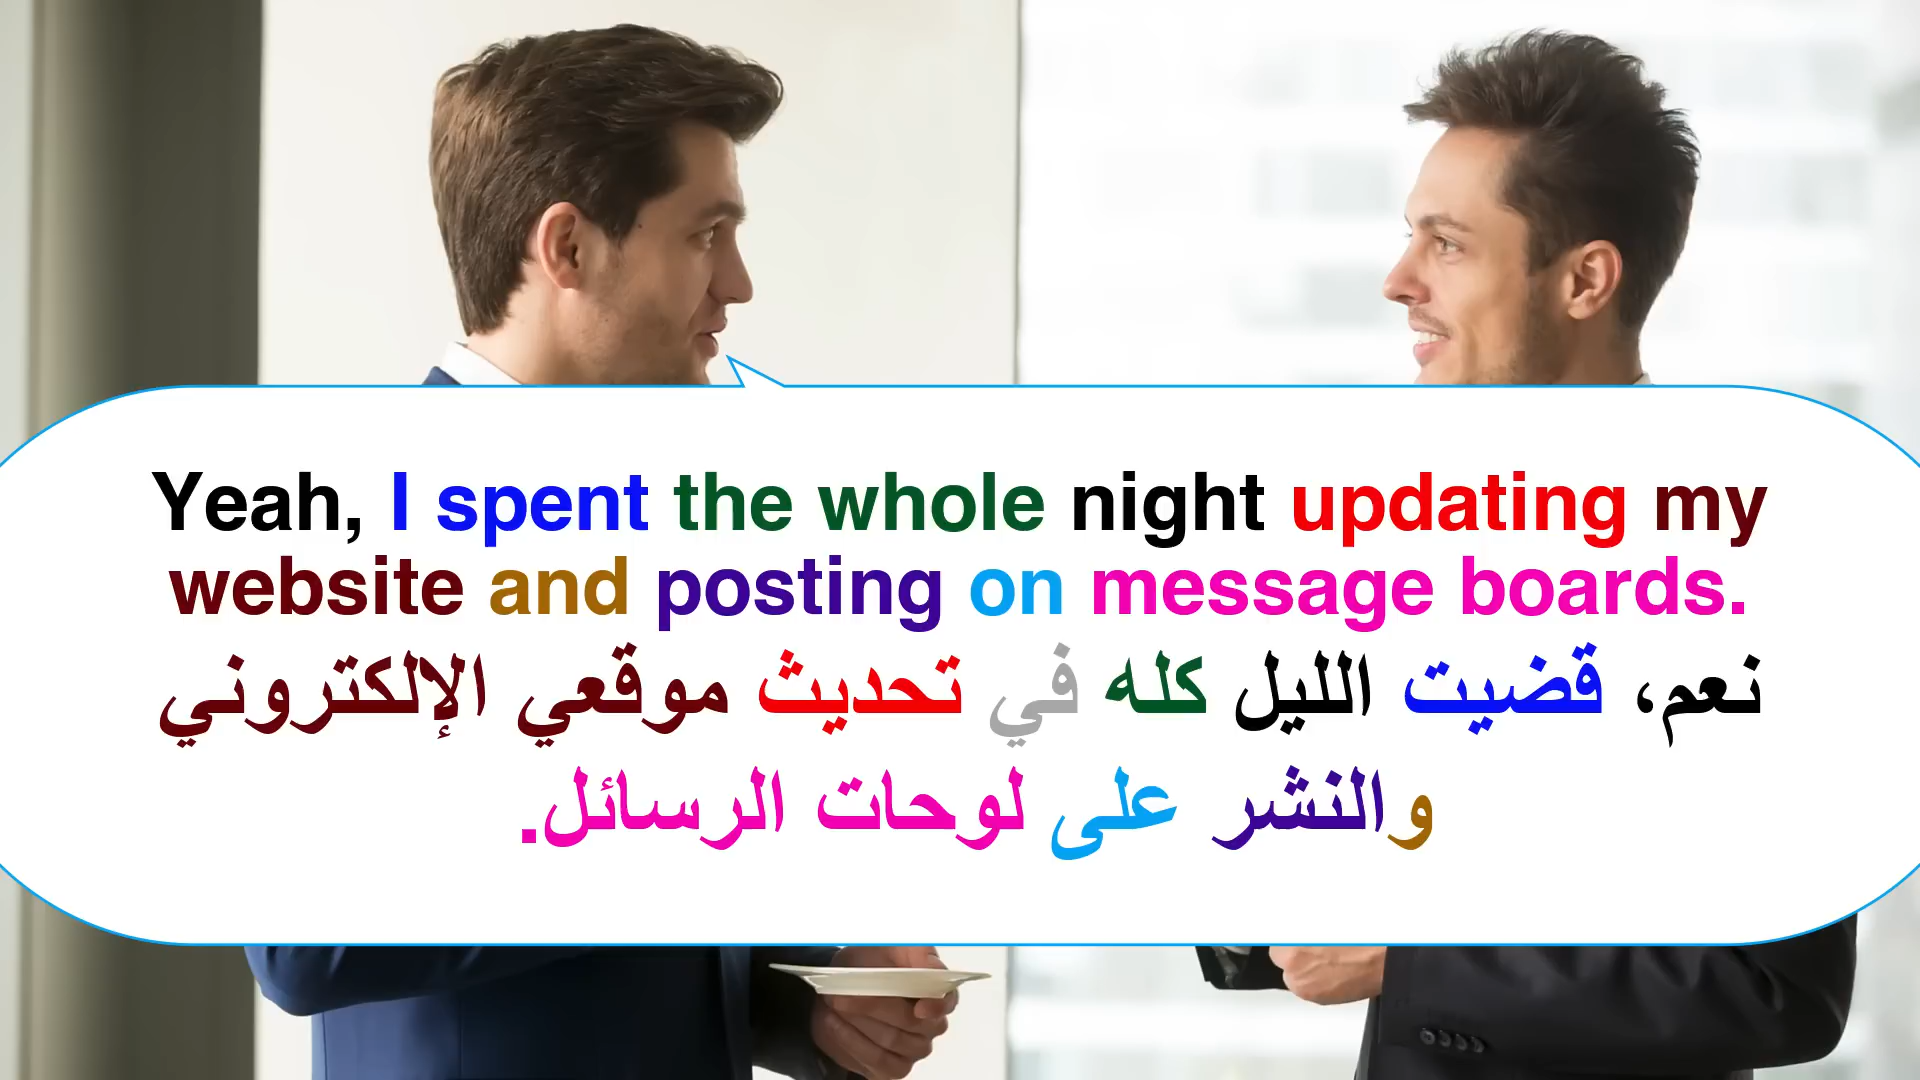 Yeah, I spent the whole night updating my
website and posting on message boards.
نعم، قضيت الليل كله في تحديث موقعي الإلكتروني
والنشر على لوحات الرسائل.